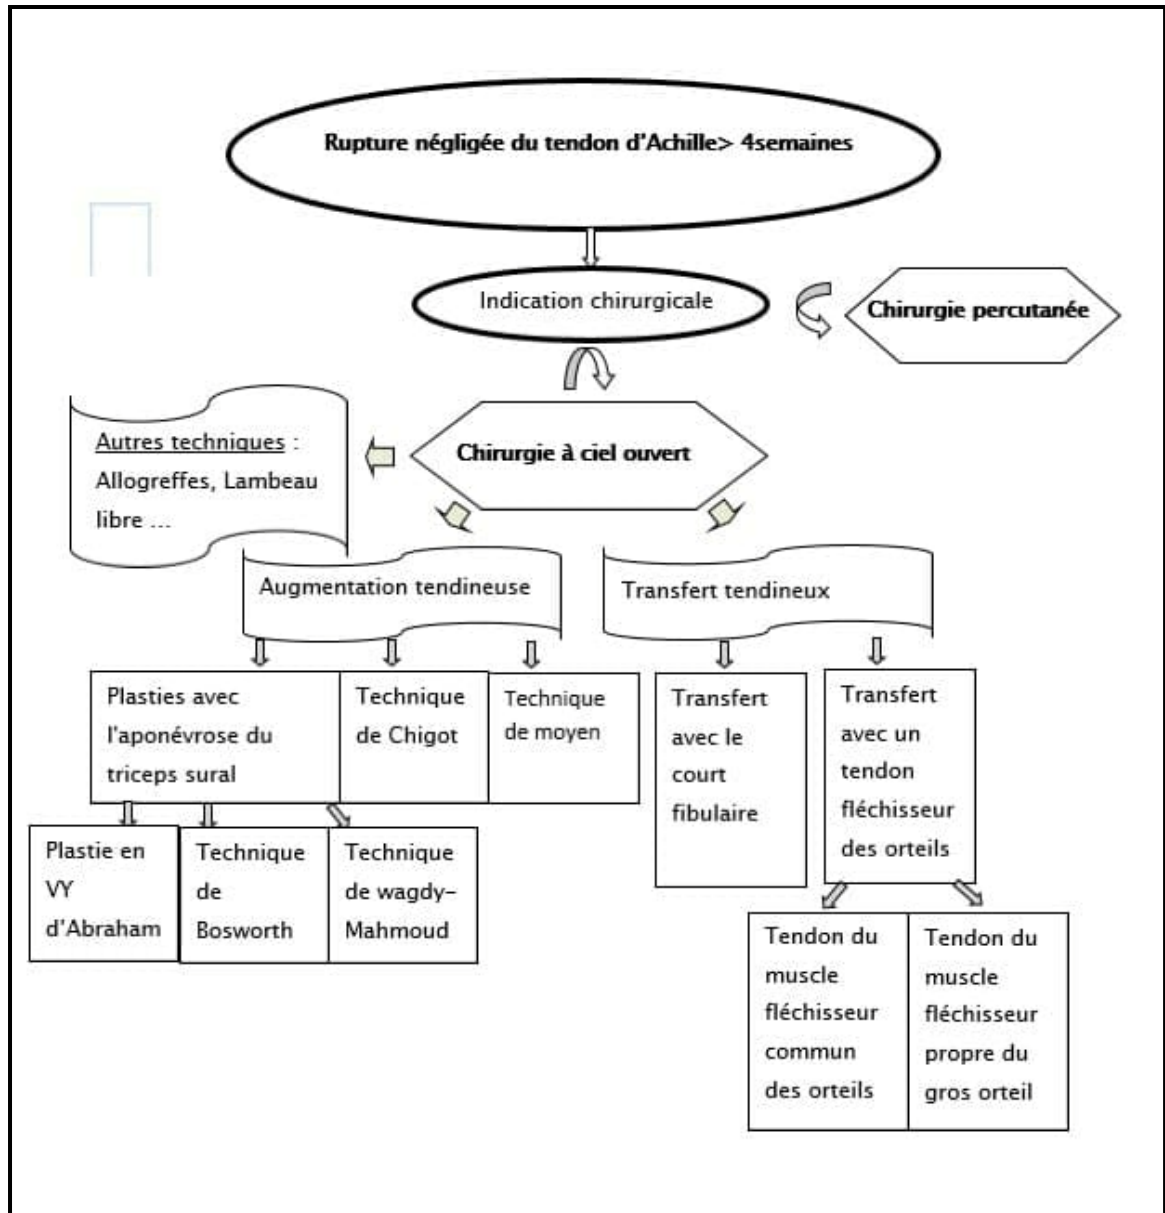 Rupture négligée du tendon d'Achille> 4semaines
Indication chirurgicale
Chirurgie percutanée
Chirurgie à ciel ouvert
Autres techniques :
Allogreffes, Lambeau
libre ...
Augmentation tendineuse
Transfert tendineux
Plasties avec
l'aponévrose du
triceps sural
Technique
de Chigot
Technique
de moyen
Transfert
avec le
court
fibulaire
Transfert
avec un
tendon
fléchisseur
des orteils
Plastie en
VY
d'Abraham
Technique
de
Bosworth
Technique
de wagdy-
Mahmoud
Tendon du
muscle
fléchisseur
commun
des orteils
Tendon du
muscle
fléchisseur
propre du
gros orteil